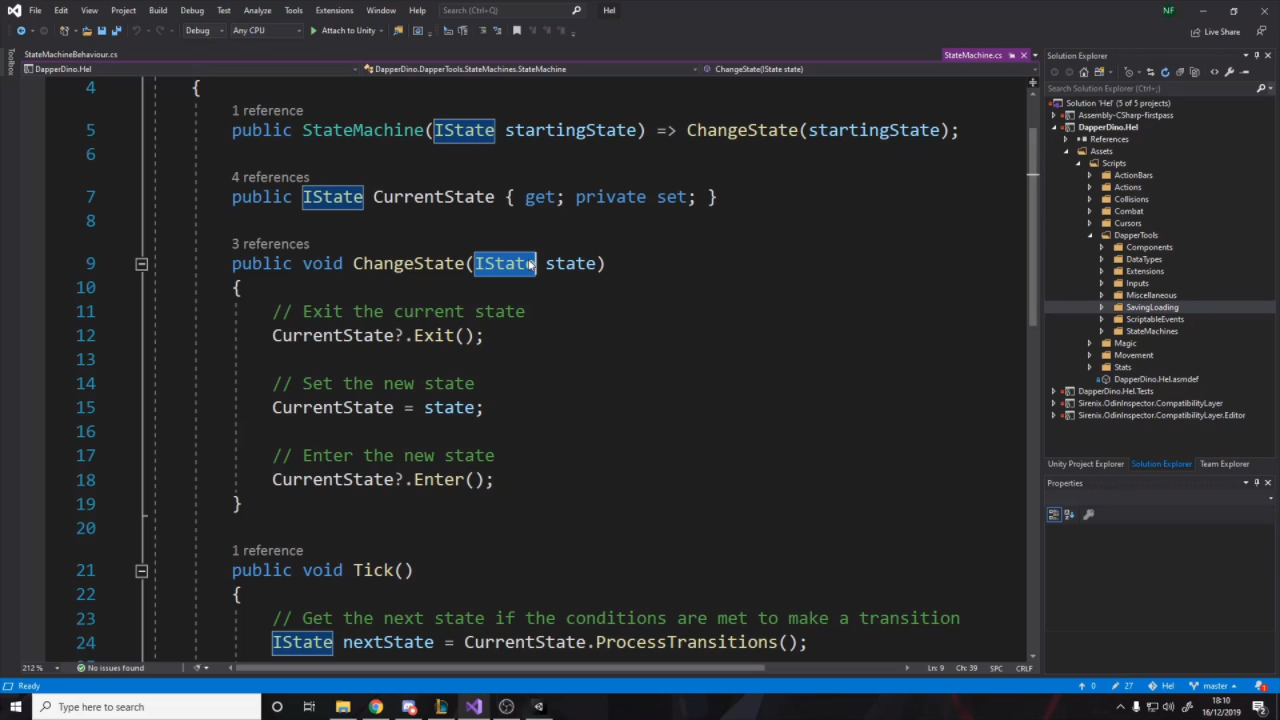 File Edit View Project Build Debug Test Analyze Tools Extensions Window Help Search (Ctrl+;) Hel NF
Debug Any CPU Attach to Unity Live Share
Toolbox
StateMachineBehaviour.cs StateMachine.cs
DapperDino.Hel DapperDino.DapperTools.StateMachines.StateMachine ChangeState(IState state)
4 {
1 reference
5 public StateMachine(IState startingState) => ChangeState(startingState);
6
4 references
7 public IState CurrentState { get; private set; }
8
3 references
9 public void ChangeState(IState state)
10 {
11 // Exit the current state
12 CurrentState?.Exit();
13
14 // Set the new state
15 CurrentState = state;
16
17 // Enter the new state
18 CurrentState?.Enter();
19 }
20
1 reference
21 public void Tick()
22 {
23 // Get the next state if the conditions are met to make a transition
24 IState nextState = CurrentState.ProcessTransitions();
212 % No issues found Ln: 9 Ch: 39 SPC CRLF
Solution Explorer
Search Solution Explorer (Ctrl+;)
Solution 'Hel' (5 of 5 projects)
Assembly-CSharp-firstpass
DapperDino.Hel
References
Assets
Scripts
ActionBars
Actions
Collisions
Combat
Cursors
DapperTools
Components
DataTypes
Extensions
Inputs
Miscellaneous
SavingLoading
ScriptableEvents
StateMachines
Magic
Movement
Stats
DapperDino.Hel.asmdef
DapperDino.Hel.Tests
Sirenix.OdinInspector.CompatibilityLayer
Sirenix.OdinInspector.CompatibilityLayer.Editor
Unity Project Explorer Solution Explorer Team Explorer
Properties
Ready 0 27 Hel master 1
Type here to search 18:10
16/12/2019 2